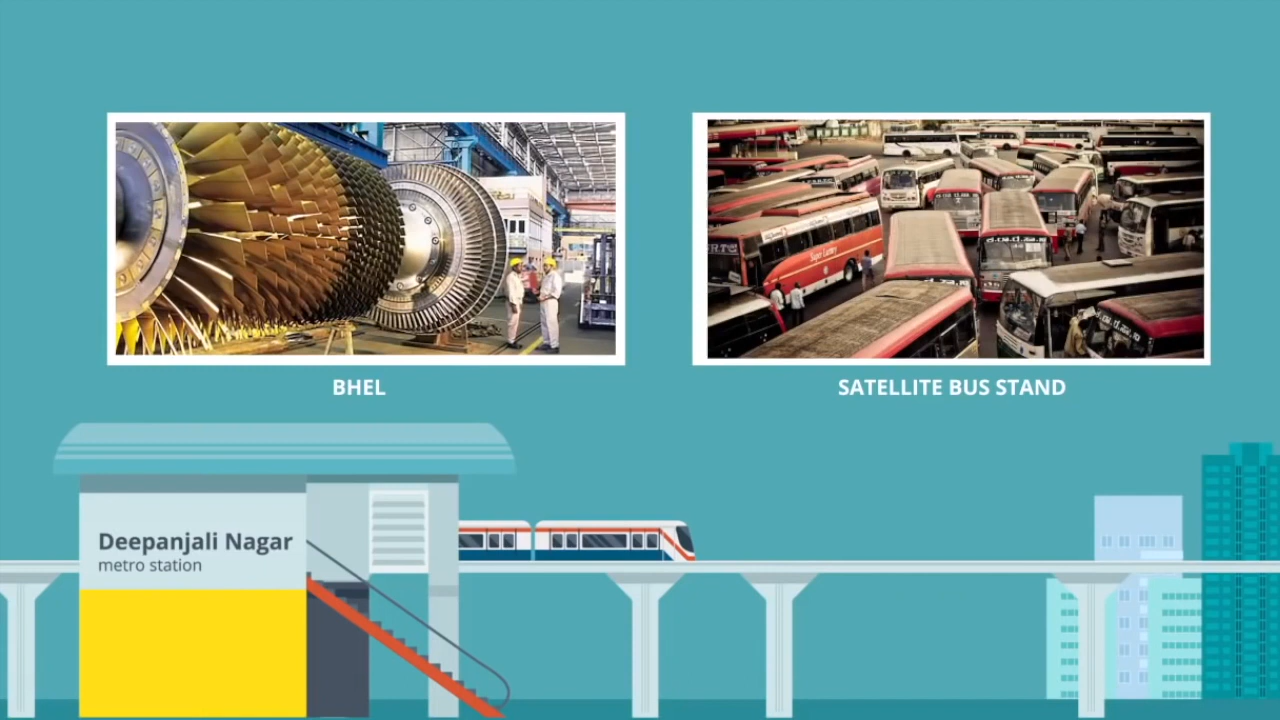 BHEL
SATELLITE BUS STAND
Super Luxury
Deepanjali Nagar
metro station